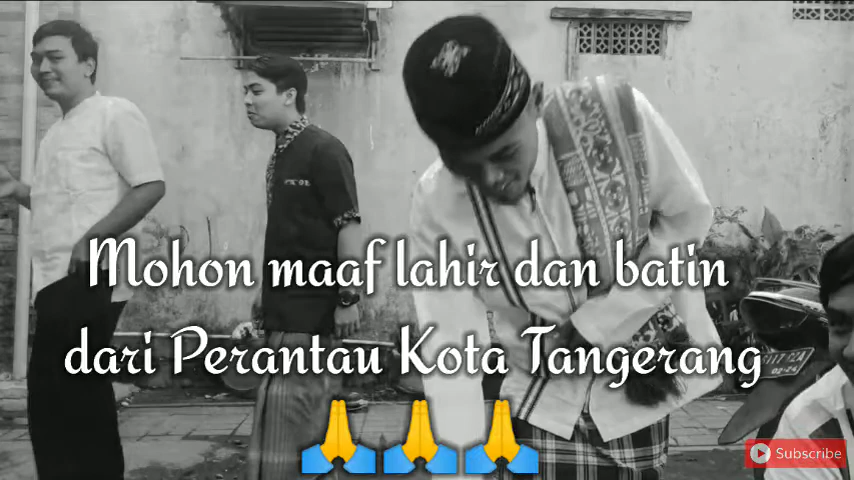 Mohon maaf lahir dan batin
dari Perantau Kota Tangerang
🙏🙏🙏
Subscribe